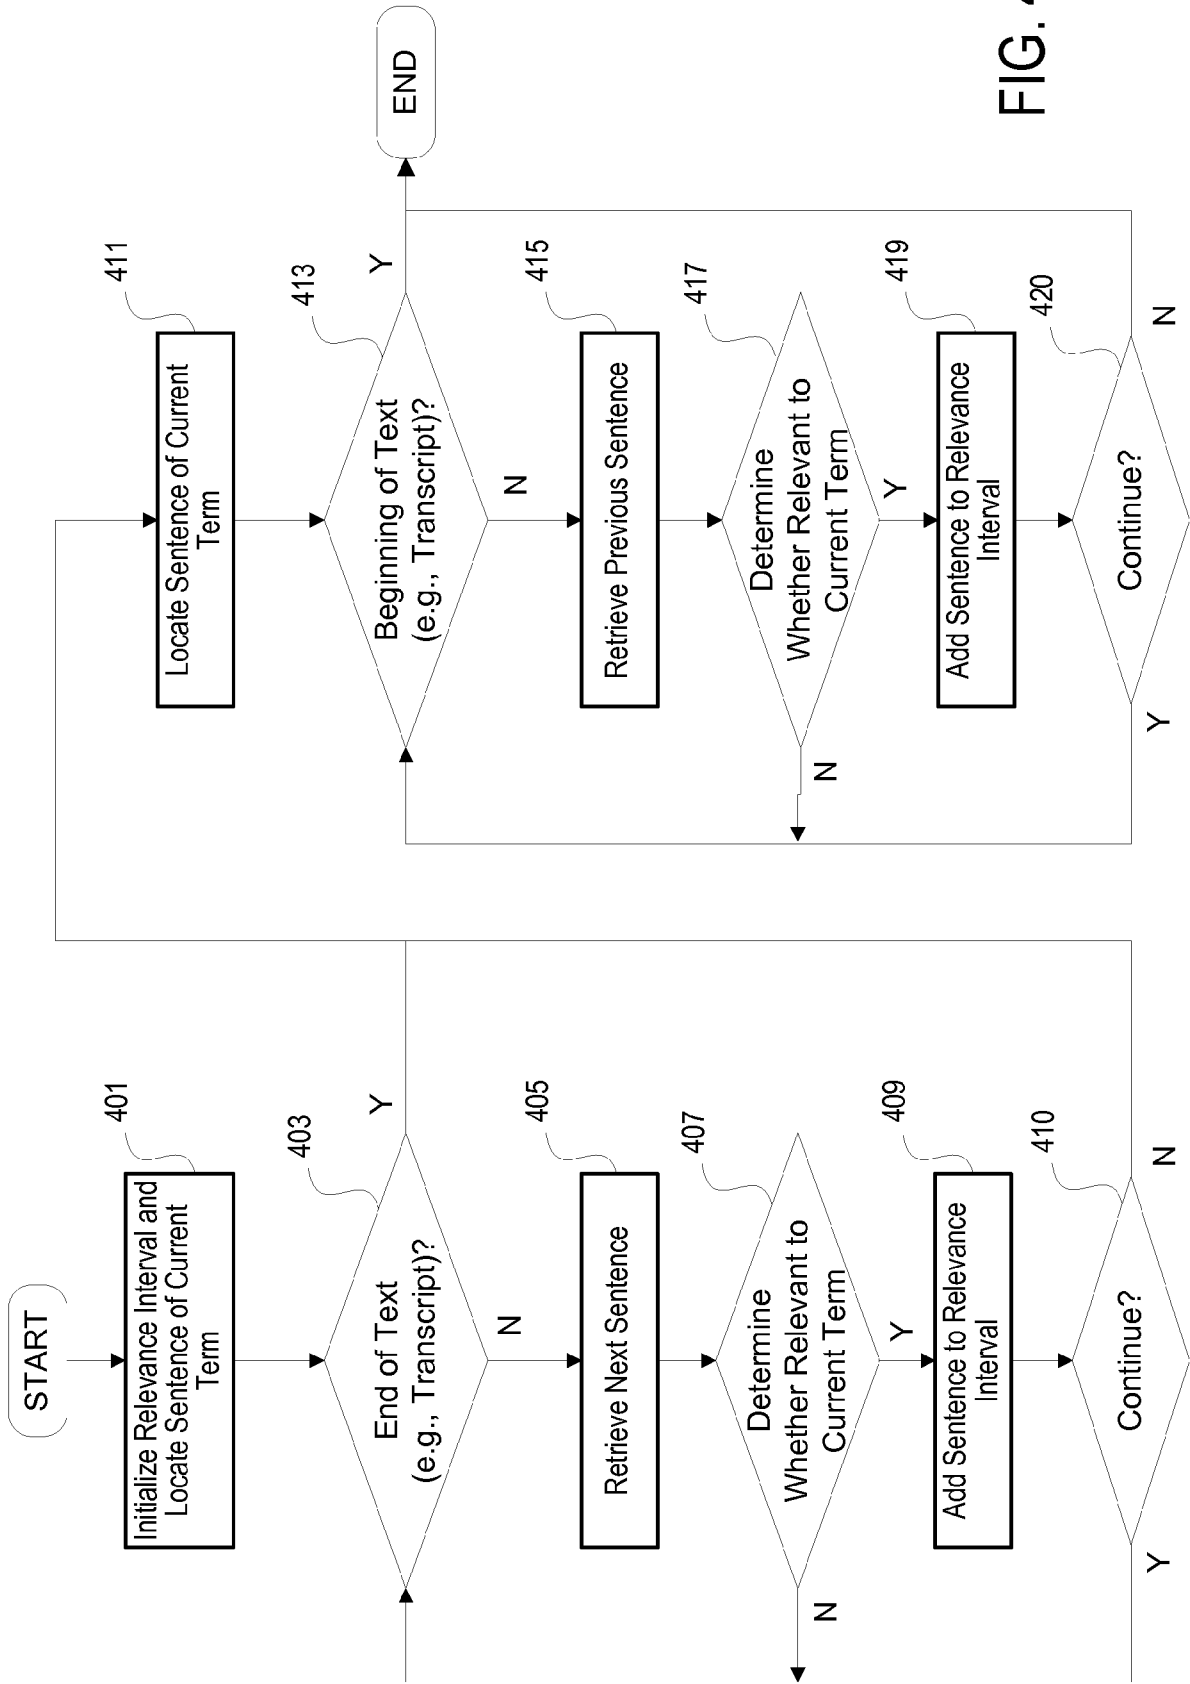 START
401
Initialize Relevance Interval and
Locate Sentence of Current
Term
403
End of Text
(e.g., Transcript)?
Y
N
405
Retrieve Next Sentence
407
Determine
Whether Relevant to
Current Term
N
Y
409
Add Sentence to Relevance
Interval
410
Continue?
Y
N
411
Locate Sentence of Current
Term
413
Beginning of Text
(e.g., Transcript)?
Y
N
END
415
Retrieve Previous Sentence
417
Determine
Whether Relevant to
Current Term
N
Y
419
Add Sentence to Relevance
Interval
420
Continue?
Y
N
FIG.